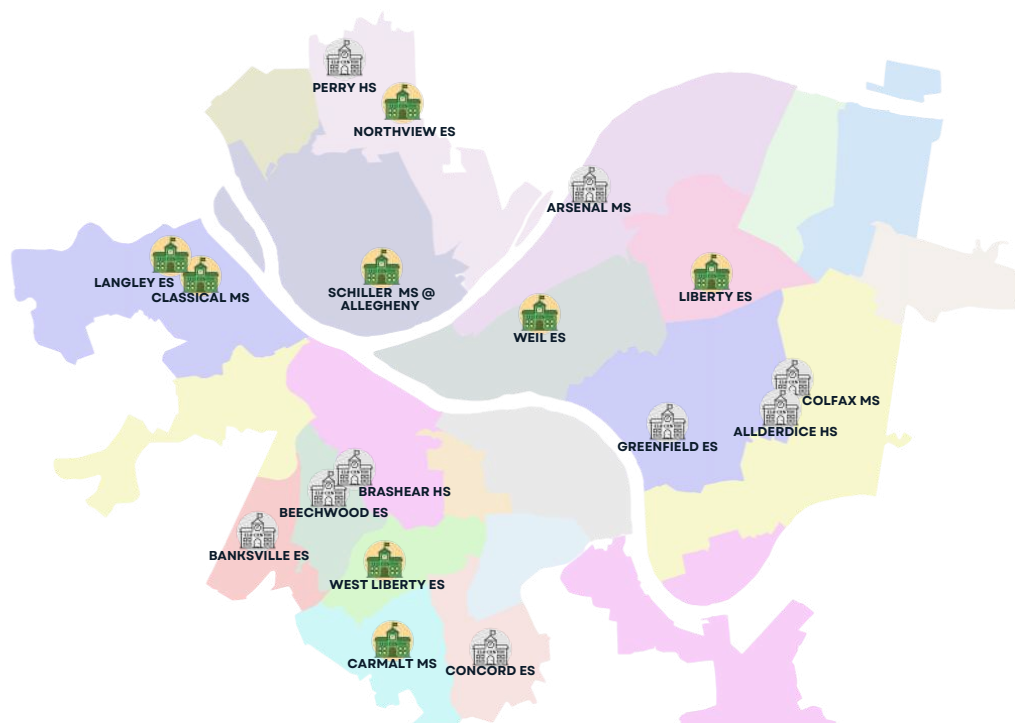 PERRY HS
NORTHVIEW ES
ARSENAL MS
LANGLEY ES
CLASSICAL MS
SCHILLER MS @
ALLEGHENY
LIBERTY ES
WEIL ES
COLFAX MS
ALLDERDICE HS
GREENFIELD ES
BRASHEAR HS
BEECHWOOD ES
BANKSVILLE ES
WEST LIBERTY ES
CARMALT MS
CONCORD ES